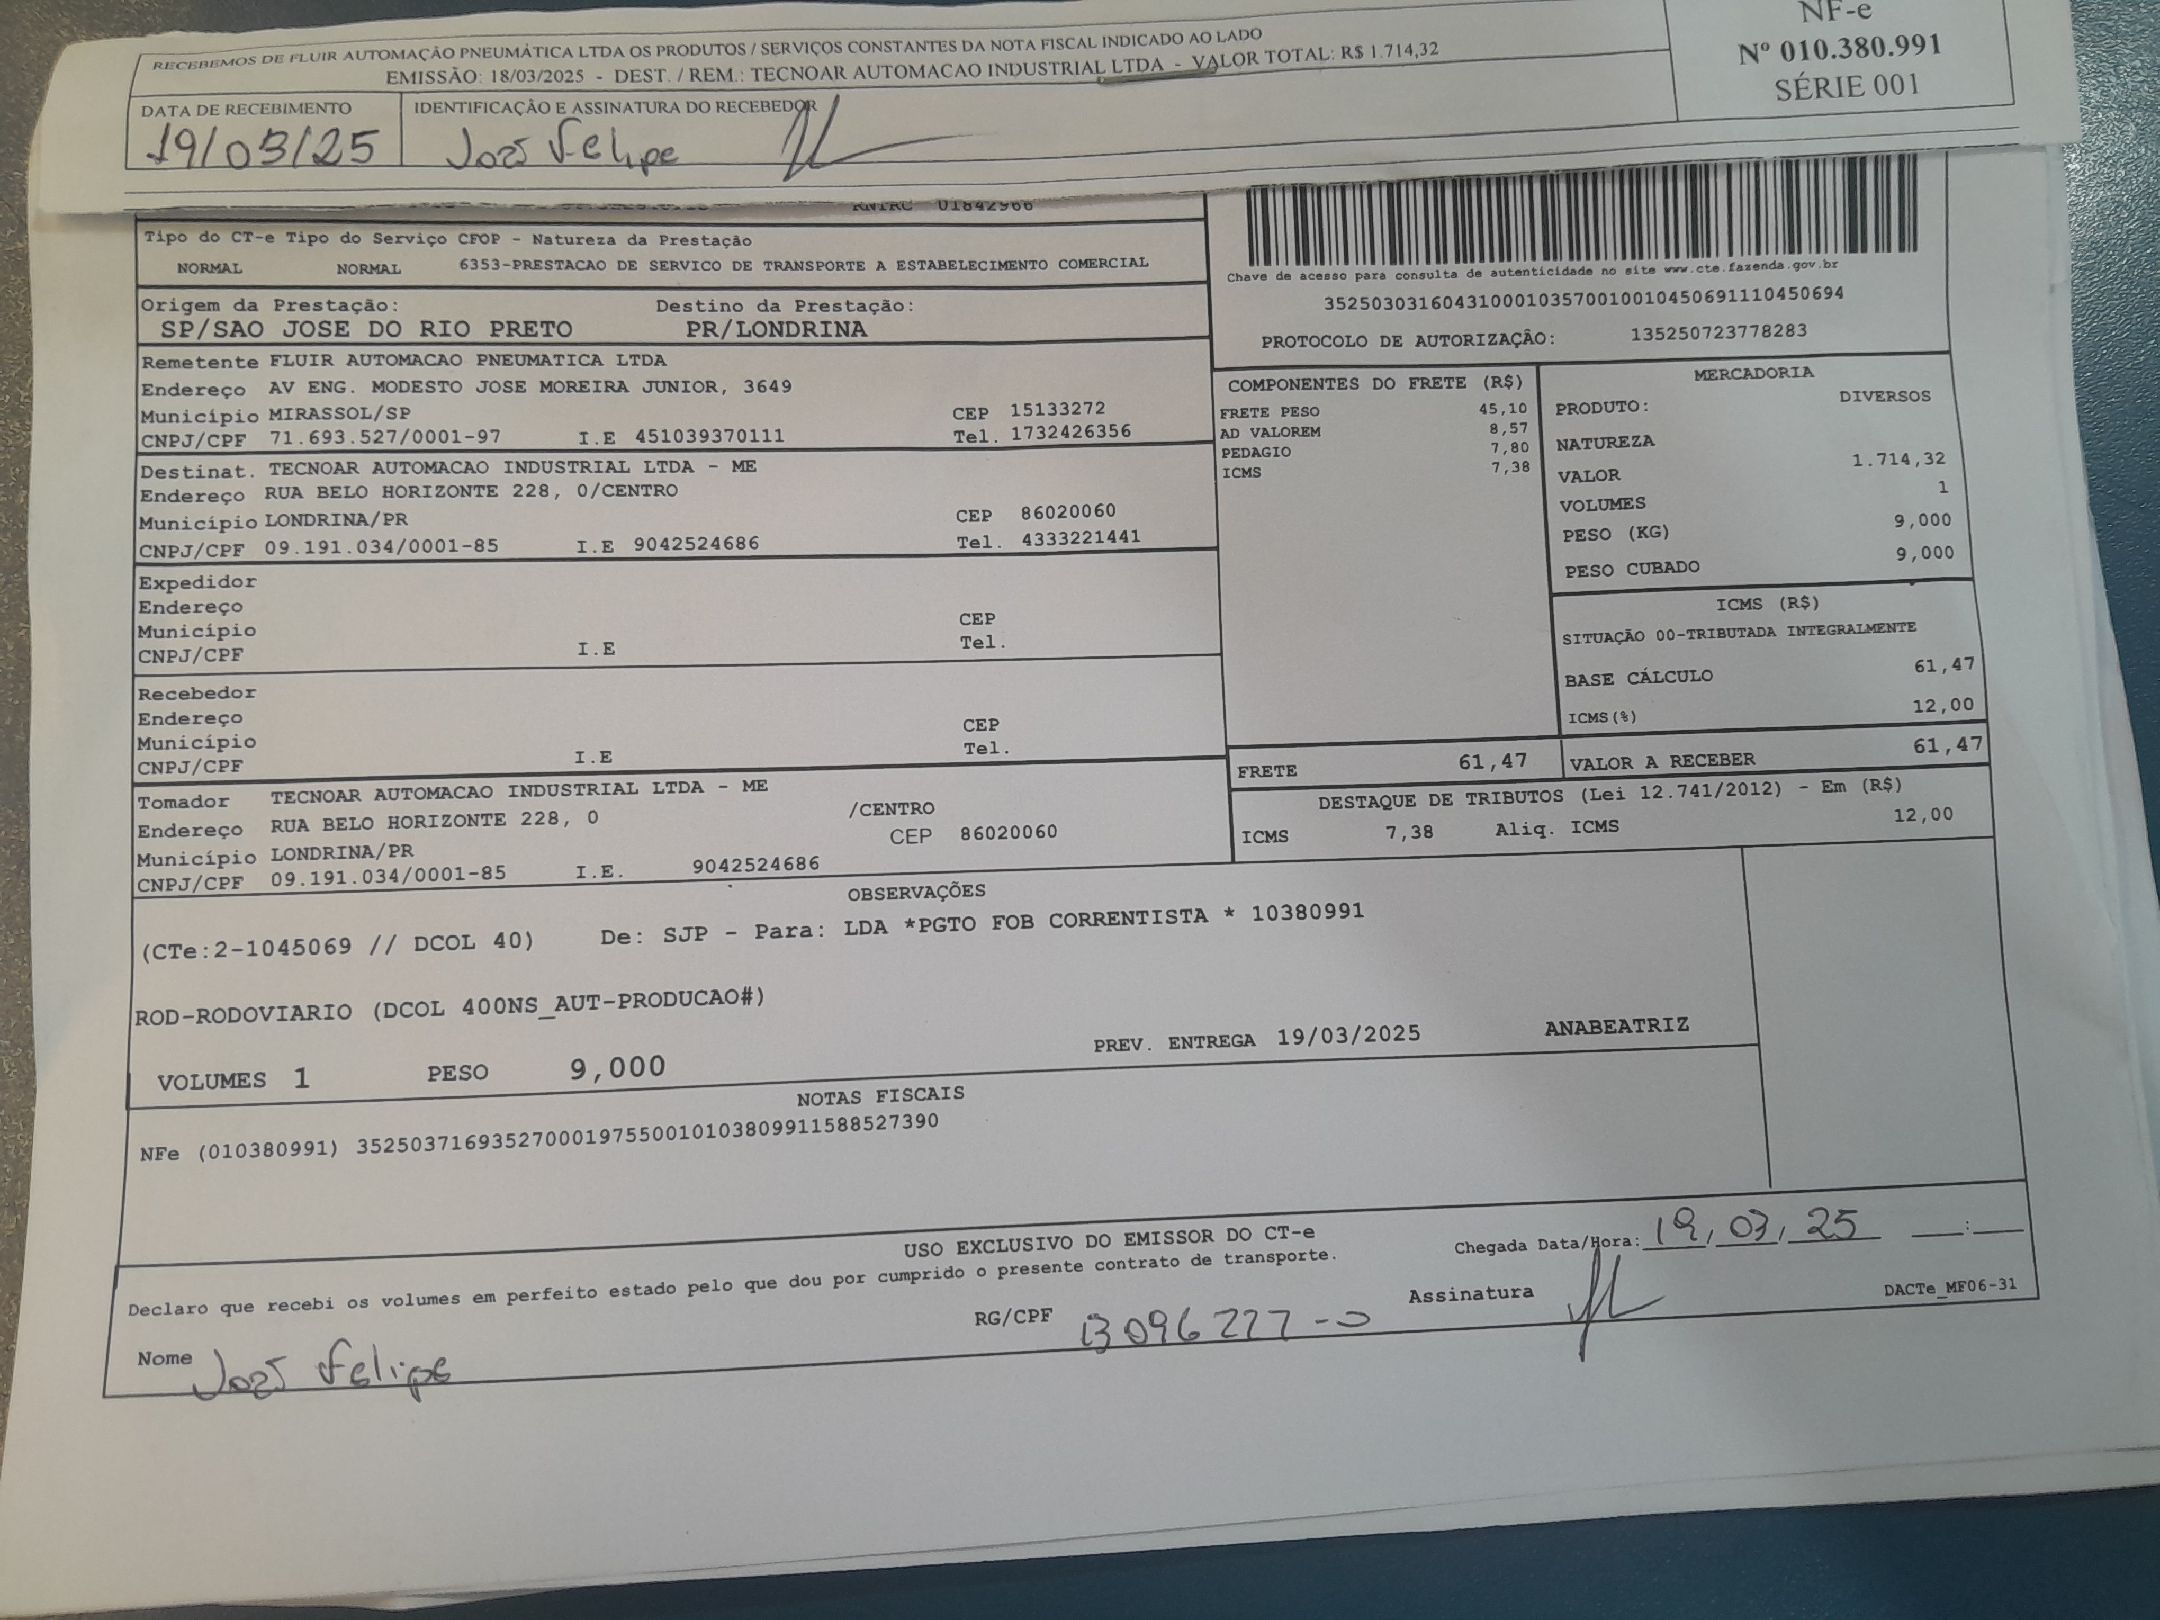 RECEBEMOS DE FLUIR AUTOMAÇÃO PNEUMÁTICA LTDA OS PRODUTOS / SERVIÇOS CONSTANTES DA NOTA FISCAL INDICADO AO LADO
EMISSÃO: 18/03/2025 - DEST. / REM.: TECNOAR AUTOMACAO INDUSTRIAL LTDA - VALOR TOTAL: R$ 1.714,32
NF-e
Nº 010.380.991
SÉRIE 001
DATA DE RECEBIMENTO
19/03/25
IDENTIFICAÇÃO E ASSINATURA DO RECEBEDOR
Felipe
RNTRC 01842966
Tipo do CT-e Tipo do Serviço CFOP - Natureza da Prestação
NORMAL NORMAL 6353-PRESTACAO DE SERVICO DE TRANSPORTE A ESTABELECIMENTO COMERCIAL
Origem da Prestação: Destino da Prestação:
SP/SAO JOSE DO RIO PRETO PR/LONDRINA
Chave de acesso para consulta de autenticidade no site www.cte.fazenda.gov.br
35250303160431000103570010010450691110450694
PROTOCOLO DE AUTORIZAÇÃO: 135250723778283
Remetente FLUIR AUTOMACAO PNEUMATICA LTDA
Endereço AV ENG. MODESTO JOSE MOREIRA JUNIOR, 3649
Município MIRASSOL/SP CEP 15133272
CNPJ/CPF 71.693.527/0001-97 I.E 451039370111 Tel. 1732426356
Destinat. TECNOAR AUTOMACAO INDUSTRIAL LTDA - ME
Endereço RUA BELO HORIZONTE 228, 0/CENTRO
Município LONDRINA/PR CEP 86020060
CNPJ/CPF 09.191.034/0001-85 I.E 9042524686 Tel. 4333221441
Expedidor
Endereço
Município CEP
CNPJ/CPF I.E Tel.
Recebedor
Endereço
Município CEP
CNPJ/CPF I.E Tel.
Tomador TECNOAR AUTOMACAO INDUSTRIAL LTDA - ME
Endereço RUA BELO HORIZONTE 228, 0 /CENTRO
Município LONDRINA/PR CEP 86020060
CNPJ/CPF 09.191.034/0001-85 I.E. 9042524686
COMPONENTES DO FRETE (R$)
FRETE PESO 45,10
AD VALOREM 8,57
PEDAGIO 7,80
ICMS 7,38
MERCADORIA
PRODUTO: DIVERSOS
NATUREZA
VALOR 1.714,32
VOLUMES 1
PESO (KG) 9,000
PESO CUBADO 9,000
ICMS (R$)
SITUAÇÃO 00-TRIBUTADA INTEGRALMENTE
BASE CÁLCULO 61,47
ICMS(%) 12,00
FRETE 61,47 VALOR A RECEBER 61,47
DESTAQUE DE TRIBUTOS (Lei 12.741/2012) - Em (R$)
ICMS 7,38 Aliq. ICMS 12,00
OBSERVAÇÕES
(CTe:2-1045069 // DCOL 40) De: SJP - Para: LDA *PGTO FOB CORRENTISTA * 10380991
ROD-RODOVIARIO (DCOL 400NS_AUT-PRODUCAO#)
VOLUMES 1 PESO 9,000 PREV. ENTREGA 19/03/2025 ANABEATRIZ
NOTAS FISCAIS
NFe (010380991) 35250371693527000197550010103809911588527390
USO EXCLUSIVO DO EMISSOR DO CT-e
Declaro que recebi os volumes em perfeito estado pelo que dou por cumprido o presente contrato de transporte.
Chegada Data/Hora: 19/03/25 __:__
Nome Felipe
RG/CPF 13096277-0
Assinatura
DACTe_MF06-31